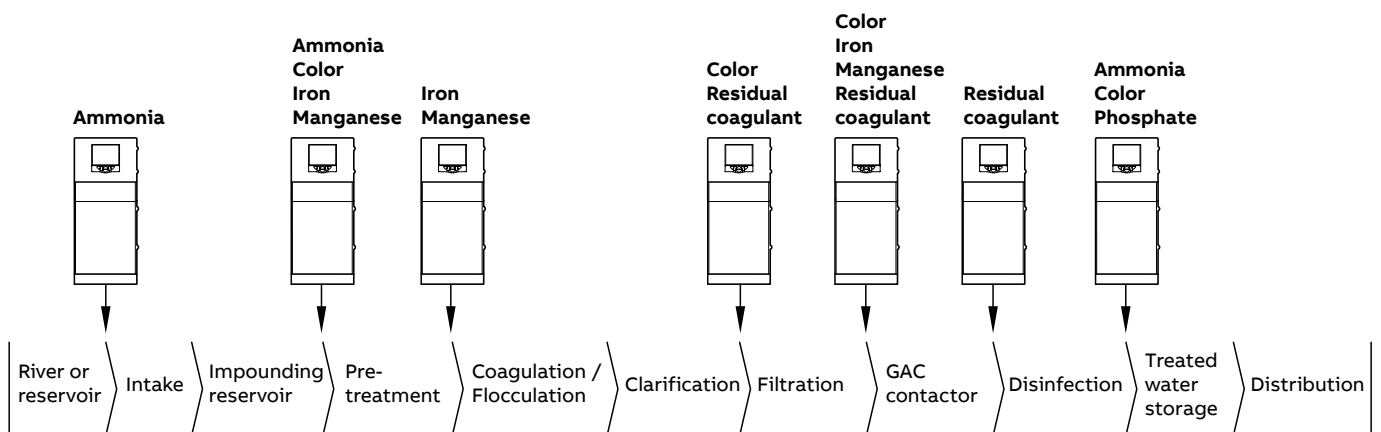 Ammonia
Ammonia
Color
Iron
Manganese
Iron
Manganese
Color
Residual
coagulant
Color
Iron
Manganese
Residual
coagulant
Residual
coagulant
Ammonia
Color
Phosphate
River or
reservoir
Intake
Impounding
reservoir
Pre-
treatment
Coagulation /
Flocculation
Clarification
Filtration
GAC
contactor
Disinfection
Treated
water
storage
Distribution